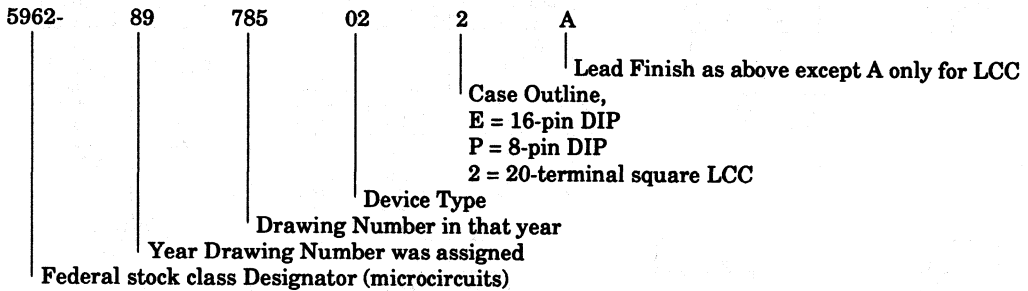 5962- 89 785 02 2 A
Lead Finish as above except A only for LCC
Case Outline,
E = 16-pin DIP
P = 8-pin DIP
2 = 20-terminal square LCC
Device Type
Drawing Number in that year
Year Drawing Number was assigned
Federal stock class Designator (microcircuits)